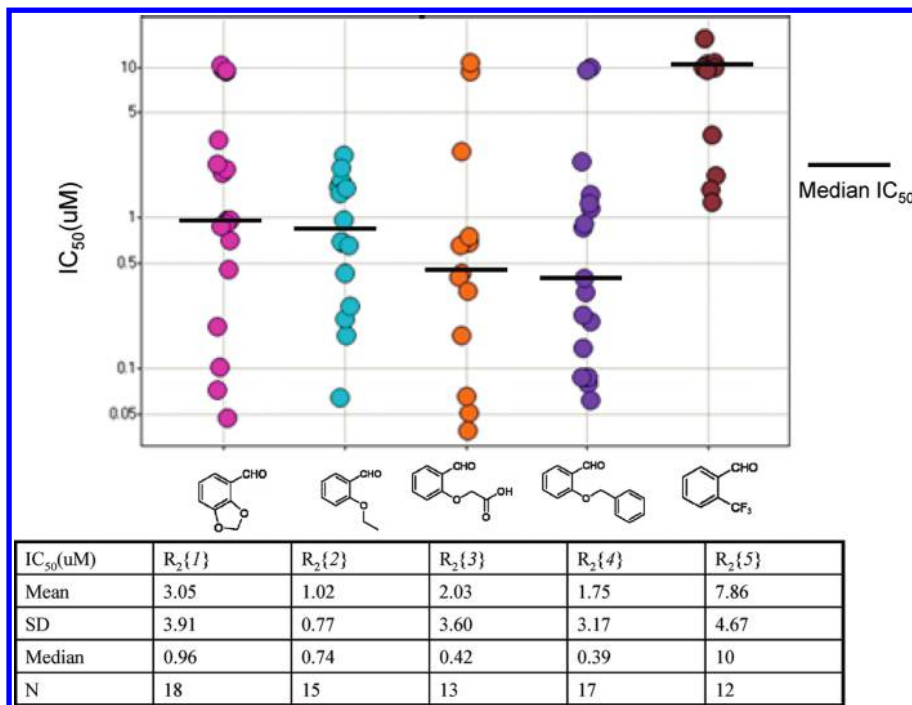 10
5
1
0.5
0.1
0.05
IC50(uM)
Median IC50
CHO
O
O
CHO
O
CHO
O
OH
O
CHO
O
CHO
CF3
IC50(uM) R2{1} R2{2} R2{3} R2{4} R2{5}
Mean 3.05 1.02 2.03 1.75 7.86
SD 3.91 0.77 3.60 3.17 4.67
Median 0.96 0.74 0.42 0.39 10
N 18 15 13 17 12